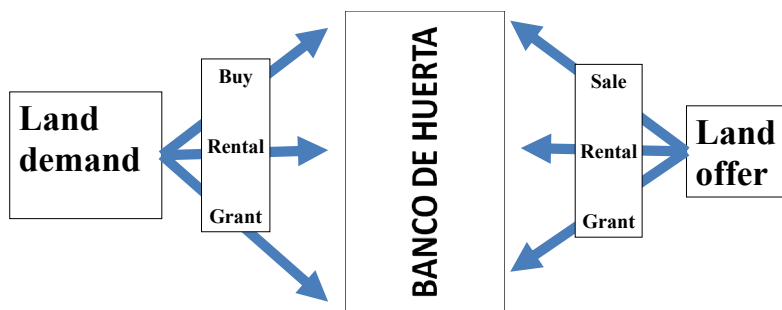 Land
demand
Buy
Rental
Grant
BANCO DE HUERTA
Sale
Rental
Grant
Land
offer